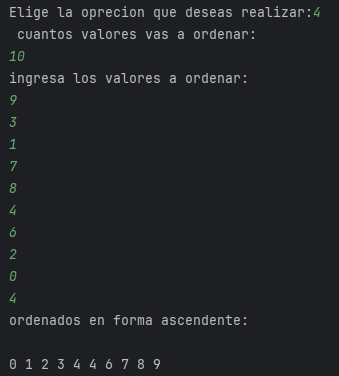 Elige la oprecion que deseas realizar:4
cuantos valores vas a ordenar:
10
ingresa los valores a ordenar:
9
3
1
7
8
4
6
2
0
4
ordenados en forma ascendente:
0 1 2 3 4 4 6 7 8 9